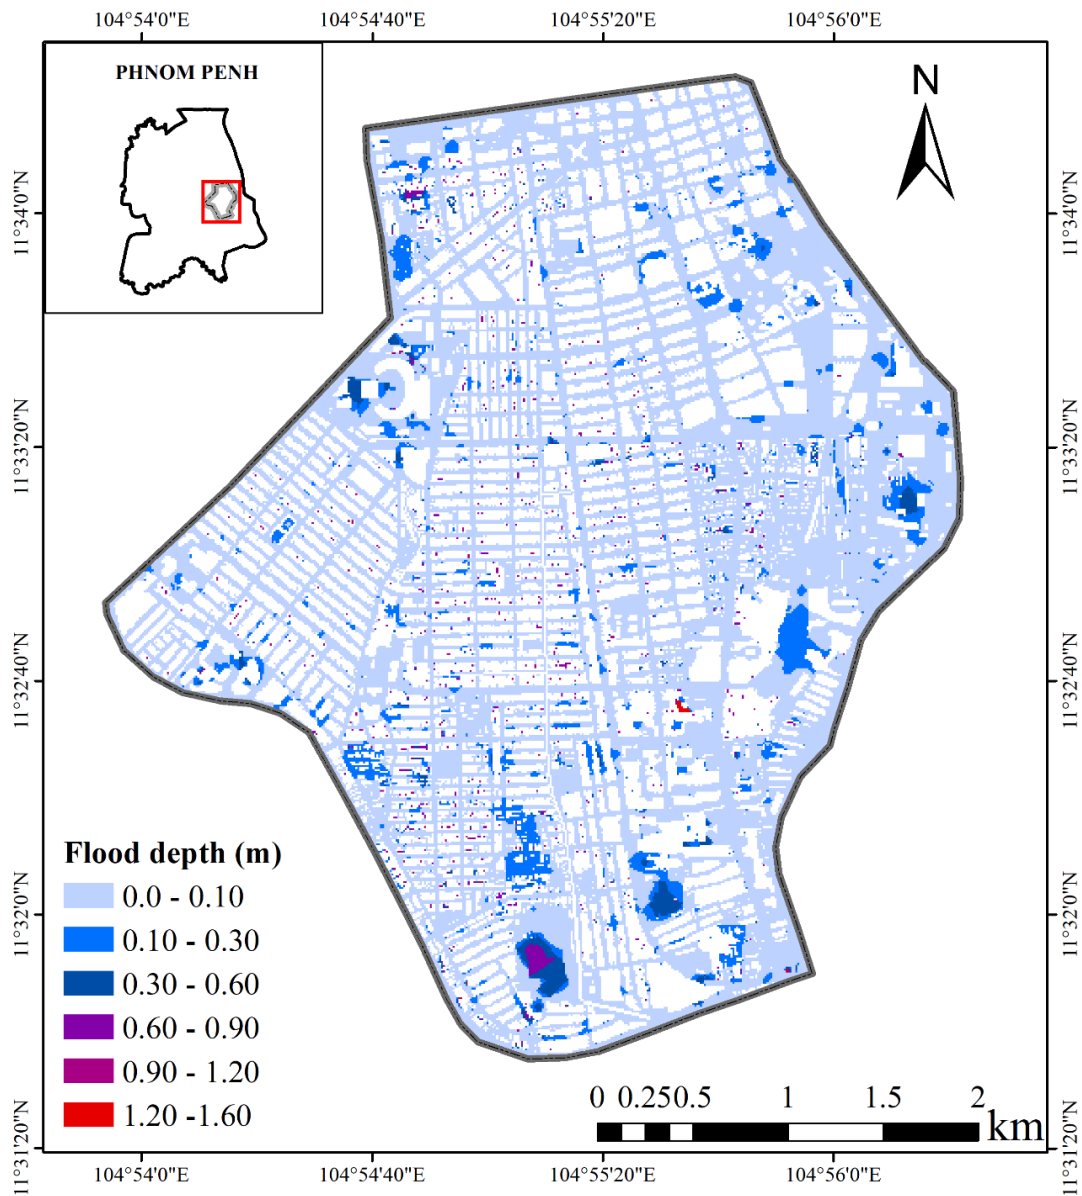 104°54'0"E 104°54'40"E 104°55'20"E 104°56'0"E
PHNOM PENH
N
11°34'0"N 11°34'0"N
11°33'20"N 11°33'20"N
11°32'40"N 11°32'40"N
Flood depth (m)
0.0 - 0.10
0.10 - 0.30
11°32'0"N 11°32'0"N
0.30 - 0.60
0.60 - 0.90
0.90 - 1.20
1.20 -1.60
0 0.250.5 1 1.5 2
km
11°31'20"N 11°31'20"N
104°54'0"E 104°54'40"E 104°55'20"E 104°56'0"E